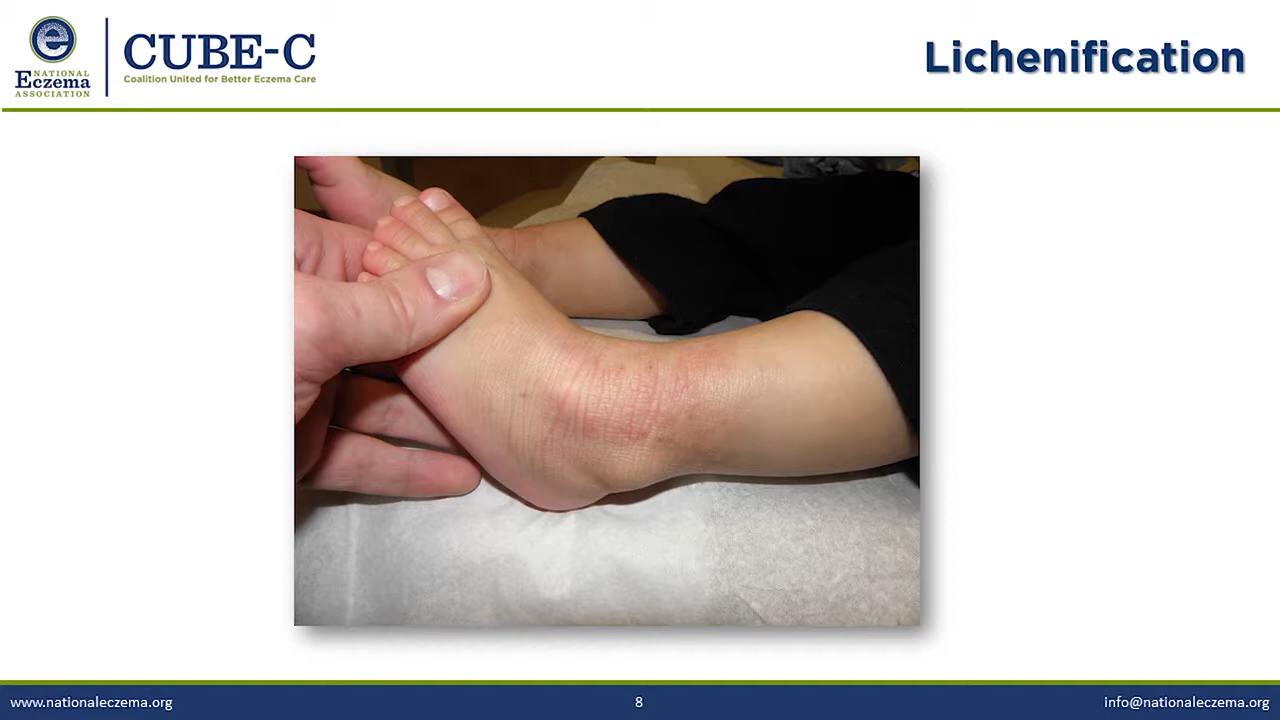 NATIONAL
Eczema
ASSOCIATION
CUBE-C
Coalition United for Better Eczema Care
Lichenification
www.nationaleczema.org
8
info@nationaleczema.org